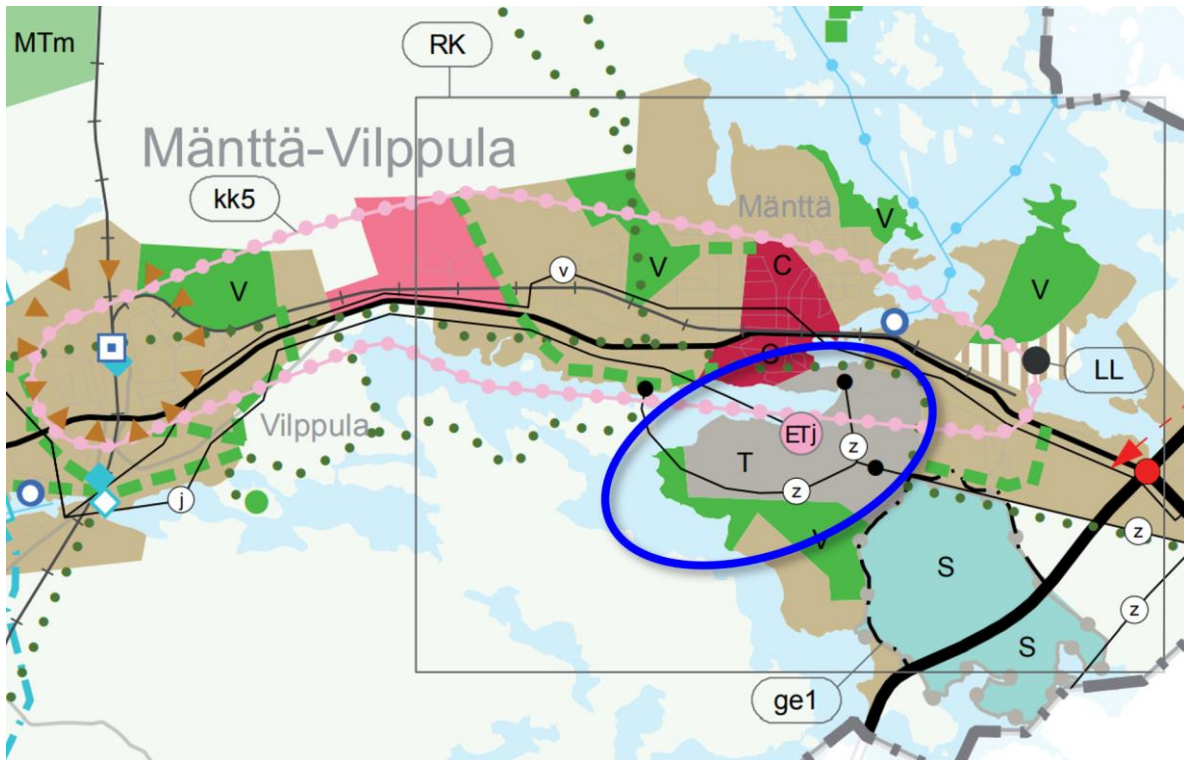 MTm
RK
Mänttä-Vilppula
kk5
Mänttä
V
C
V
V
V
v
C
LL
Vilppula
ETj
z
T
z
j
V
S
z
z
S
ge1